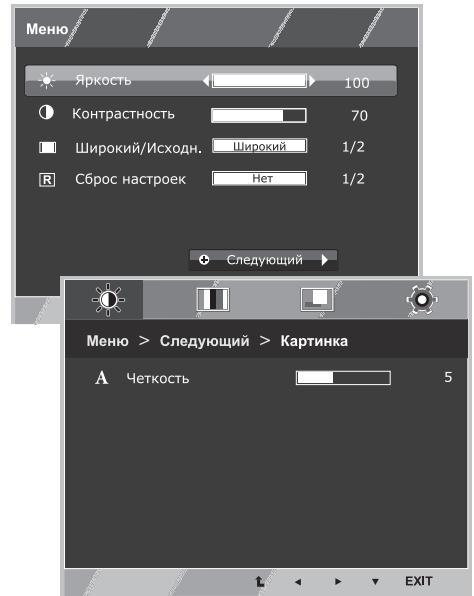 Меню
Яркость 100
Контрастность 70
Широкий/Исходн. Широкий 1/2
R Сброс настроек Нет 1/2
Следующий
Меню > Следующий > Картинка
A Четкость 5
EXIT